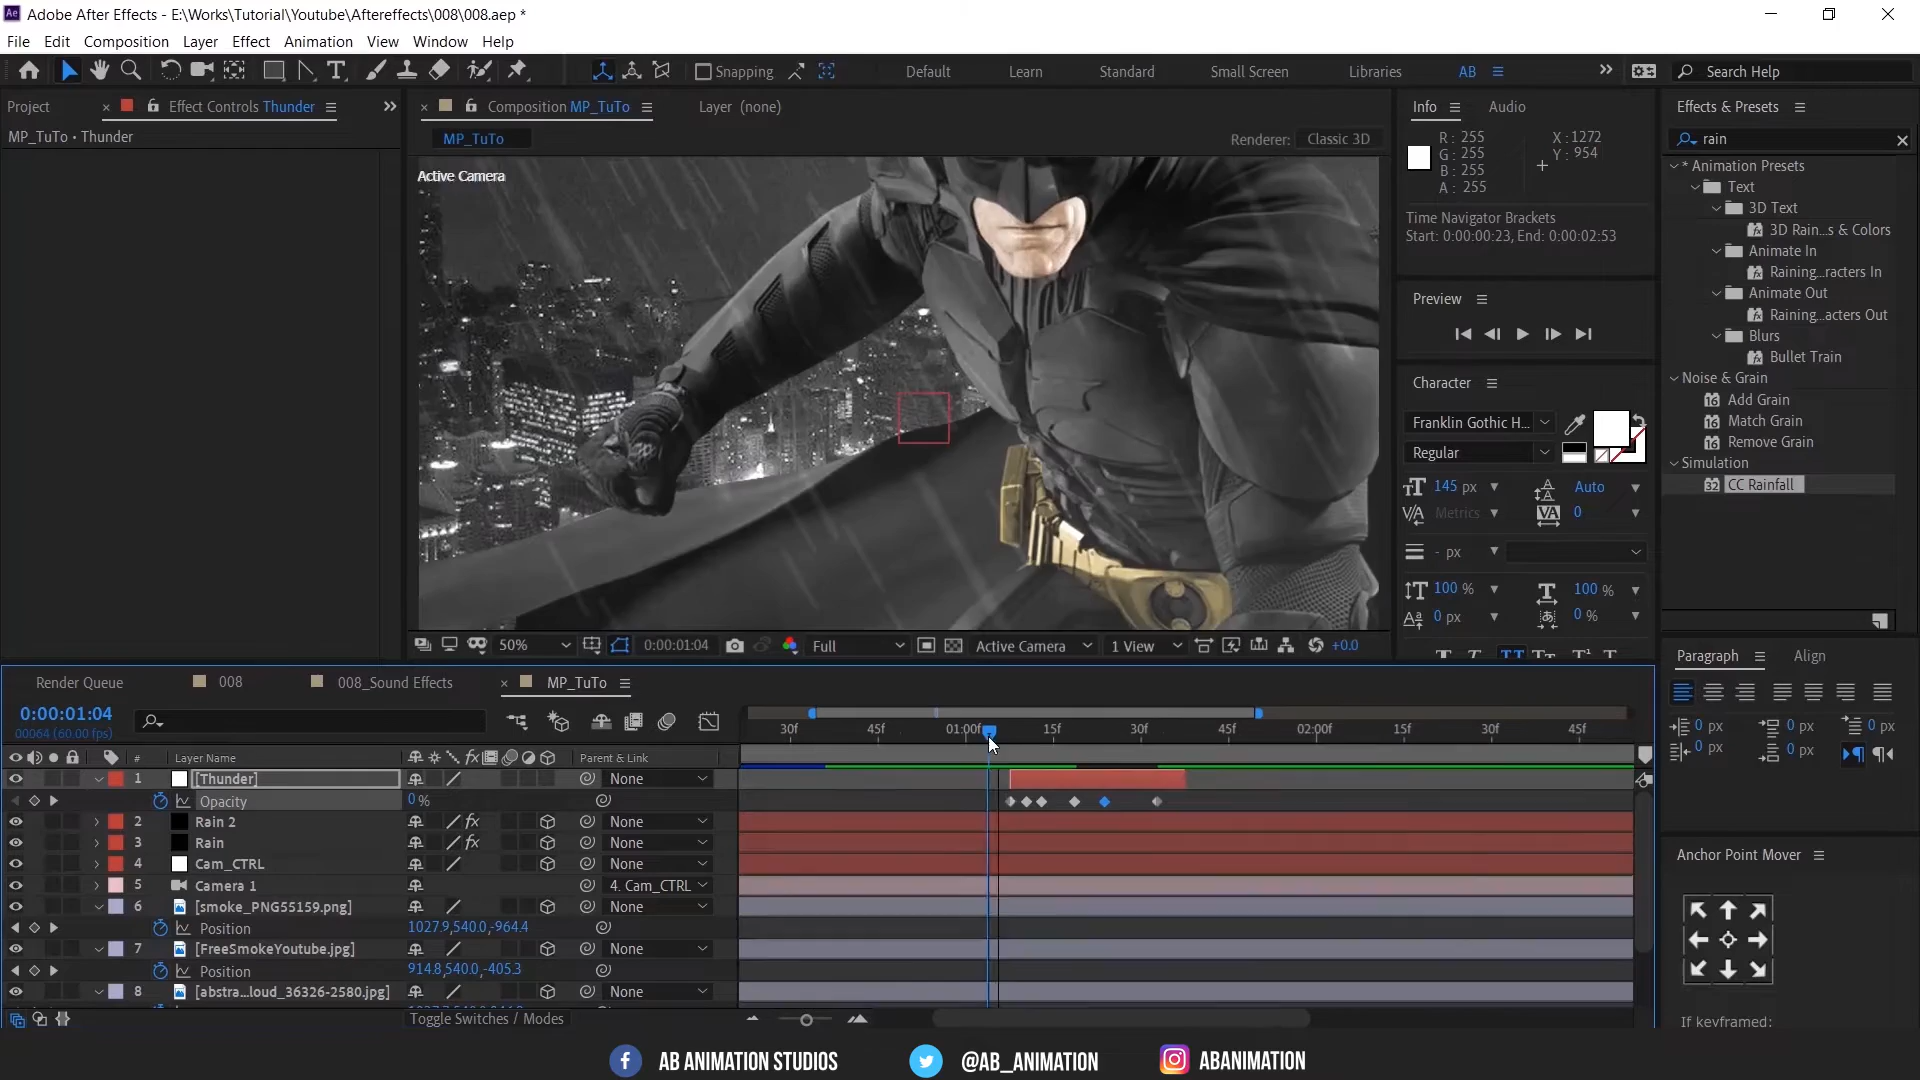 Adobe After Effects - E:\Works\Tutorial\Youtube\Aftereffects\008\008.aep *
File Edit Composition Layer Effect Animation View Window Help
Snapping Default Learn Standard Small Screen Libraries AB Search Help
Project Effect Controls Thunder Composition MP_TuTo Layer (none) Info Audio Effects & Presets
MP_TuTo • Thunder
MP_TuTo Renderer: Classic 3D
R: 255
G: 255
B: 255
A: 255
X: 1272
Y: 954
rain
Active Camera
Time Navigator Brackets
Start: 0:00:00:23, End: 0:00:02:53
* Animation Presets
Text
3D Text
3D Rain...s & Colors
Animate In
Raining...racters In
Animate Out
Raining...acters Out
Blurs
Bullet Train
Noise & Grain
Add Grain
Match Grain
Remove Grain
Simulation
CC Rainfall
Preview
Character
Franklin Gothic H...
Regular
145 px Auto
Metrics 0
- px
100 % 100 %
0 px 0 %
50% 0:00:01:04 Full Active Camera 1 View +0.0
Paragraph Align
0 px 0 px 0 px
0 px 0 px
Anchor Point Mover
If keyframed:
Render Queue 008 008_Sound Effects MP_TuTo
0:00:01:04
00064 (60.00 fps)
30f 45f 01:00f 15f 30f 45f 02:00f 15f 30f 45f
# Layer Name Parent & Link
1 [Thunder] None
Opacity 0 %
2 Rain 2 None
3 Rain None
4 Cam_CTRL None
5 Camera 1 4. Cam_CTRL
6 [smoke_PNG55159.png] None
Position 1027.9,540.0,-964.4
7 [FreeSmokeYoutube.jpg] None
Position 914.8,540.0,-405.3
8 [abstra...loud_36326-2580.jpg] None
Toggle Switches / Modes
AB ANIMATION STUDIOS @AB_ANIMATION ABANIMATION